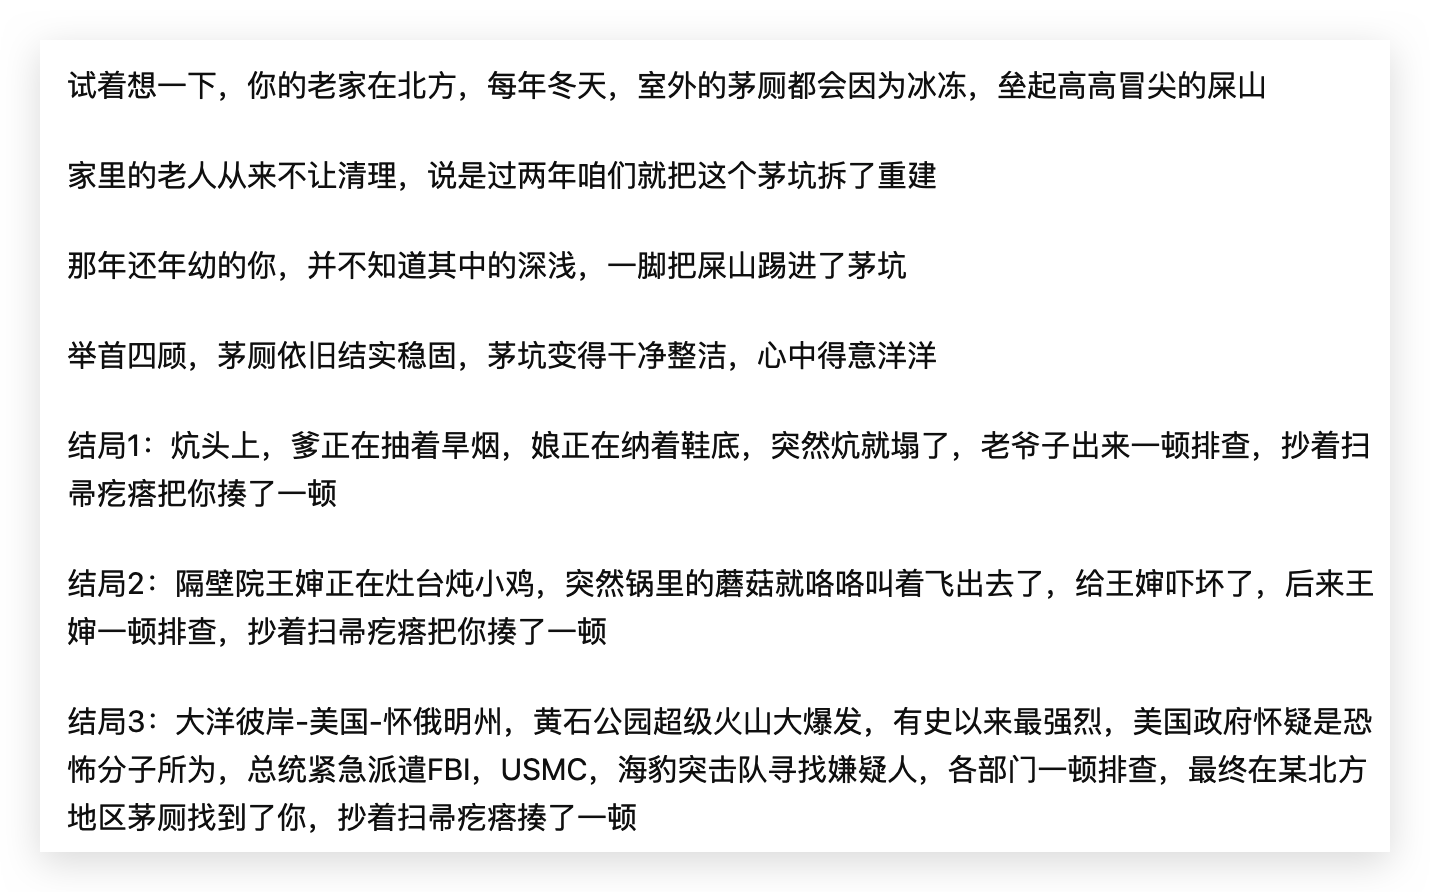 试着想一下，你的老家在北方，每年冬天，室外的茅厕都会因为冰冻，垒起高高冒尖的屎山
家里的老人从来不让清理，说是过两年咱们就把这个茅坑拆了重建
那年还年幼的你，并不知道其中的深浅，一脚把屎山踢进了茅坑
举首四顾，茅厕依旧结实稳固，茅坑变得干净整洁，心中得意洋洋
结局1：炕头上，爹正在抽着旱烟，娘正在纳着鞋底，突然炕就塌了，老爷子出来一顿排查，抄着扫
帚疙瘩把你揍了一顿
结局2：隔壁院王婶正在灶台炖小鸡，突然锅里的蘑菇就咯咯叫着飞出去了，给王婶吓坏了，后来王
婶一顿排查，抄着扫帚疙瘩把你揍了一顿
结局3：大洋彼岸-美国-怀俄明州，黄石公园超级火山大爆发，有史以来最强烈，美国政府怀疑是恐
怖分子所为，总统紧急派遣FBI，USMC，海豹突击队寻找嫌疑人，各部门一顿排查，最终在某北方
地区茅厕找到了你，抄着扫帚疙瘩揍了一顿